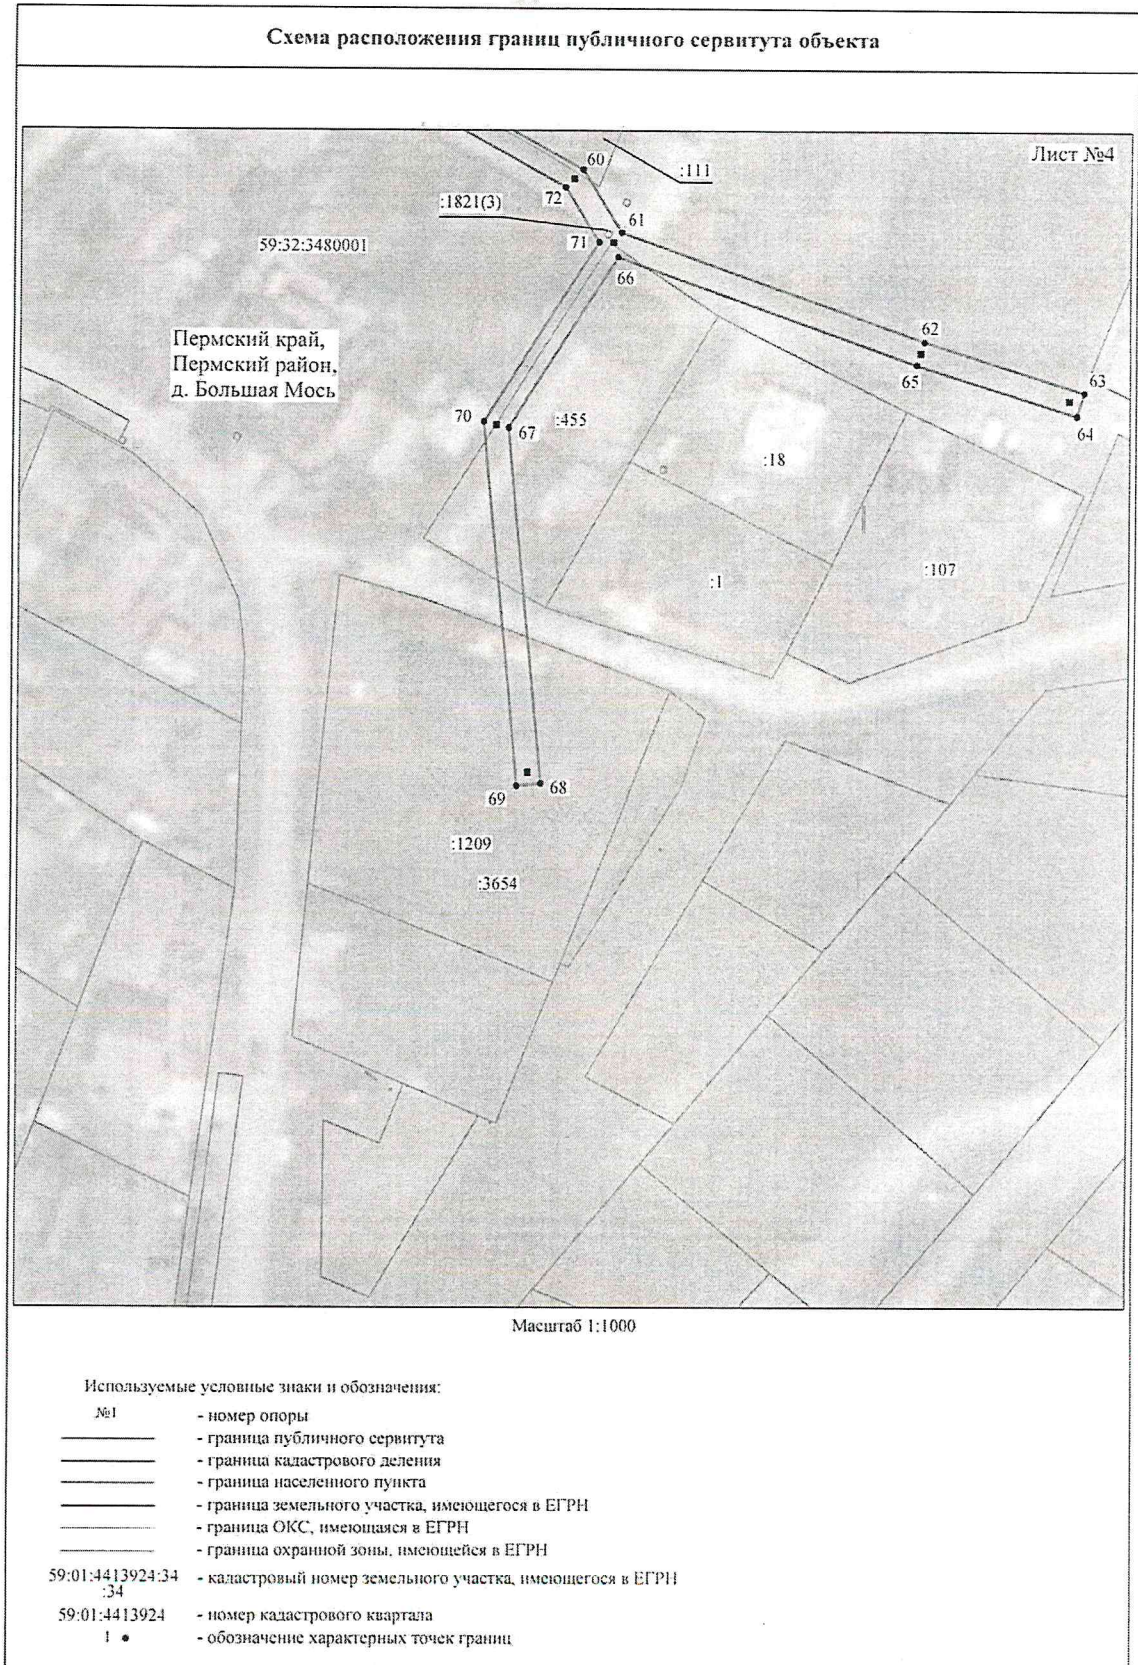 Схема расположения границ публичного сервитута объекта
Лист №4
60
:111
72
:1821(3)
61
71
59:32:3480001
66
Пермский край,
Пермский район,
д. Большая Мось
62
65
63
64
70
67
:455
:18
:1
:107
69
68
:1209
:3654
Масштаб 1:1000
Используемые условные знаки и обозначения:
№1 - номер опоры
- граница публичного сервитута
- граница кадастрового деления
- граница населенного пункта
- граница земельного участка, имеющегося в ЕГРН
- граница ОКС, имеющаяся в ЕГРН
- граница охранной зоны, имеющейся в ЕГРН
59:01:4413924:34 - кадастровый номер земельного участка, имеющегося в ЕГРН
:34
59:01:4413924 - номер кадастрового квартала
1 - обозначение характерных точек границ